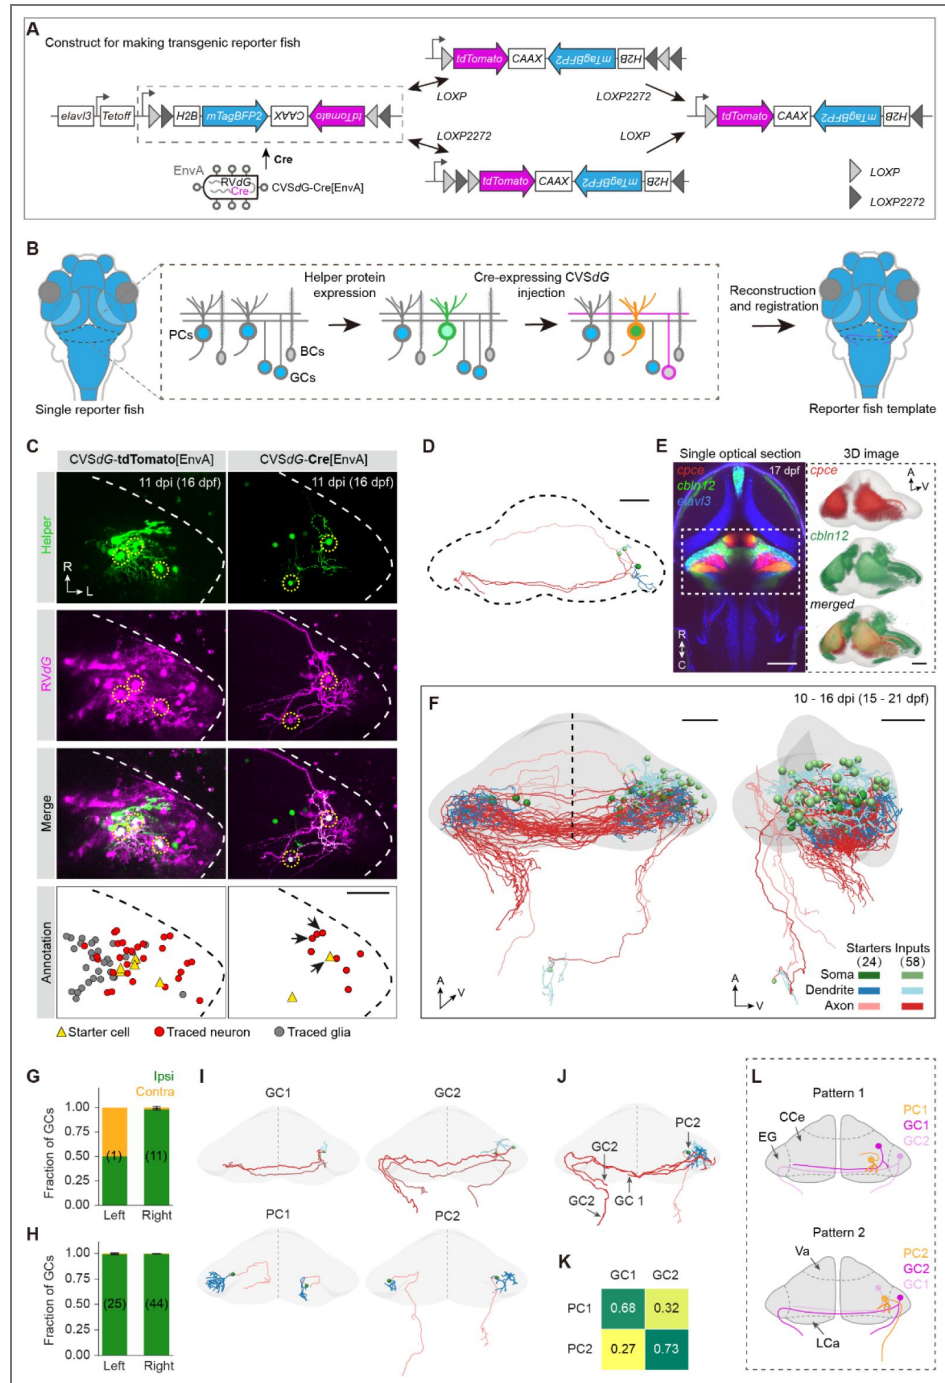 A
Construct for making transgenic reporter fish
tdTomato CAAX mTagBFP2 H2B
LOXP LOXP2272
elavl3 Tetoff H2B mTagBFP2 CAAX tdTomato
tdTomato CAAX mTagBFP2 H2B
LOXP2272 LOXP
Cre
EnvA
RVdG
Cre
CVSdG-Cre[EnvA]
tdTomato CAAX mTagBFP2 H2B
LOXP
LOXP2272
B
Helper protein
expression
Cre-expressing CVSdG
injection
Reconstruction
and registration
PCs
BCs
GCs
Single reporter fish
Reporter fish template
C
CVSdG-tdTomato[EnvA] CVSdG-Cre[EnvA]
11 dpi (16 dpf) 11 dpi (16 dpf)
Helper
R
L
RVdG
Merge
Annotation
Starter cell Traced neuron Traced glia
D
E
Single optical section
3D image
cpce
cbln12
elavl3
17 dpf
R
C
cpce
A
V
cbln12
merged
F
10 - 16 dpi (15 - 21 dpf)
Starters Inputs
(24) (58)
Soma
Dendrite
Axon
A
V
A
V
G
Ipsi
Contra
Fraction of GCs
1.00
0.75
0.50
0.25
0.00
(1) (11)
Left Right
H
Fraction of GCs
1.00
0.75
0.50
0.25
0.00
(25) (44)
Left Right
I
GC1 GC2
PC1 PC2
J
PC2
GC2
GC 1
GC2
K
GC1 GC2
PC1 0.68 0.32
PC2 0.27 0.73
L
Pattern 1
CCe
EG
PC1
GC1
GC2
Pattern 2
Va
LCa
PC2
GC2
GC1